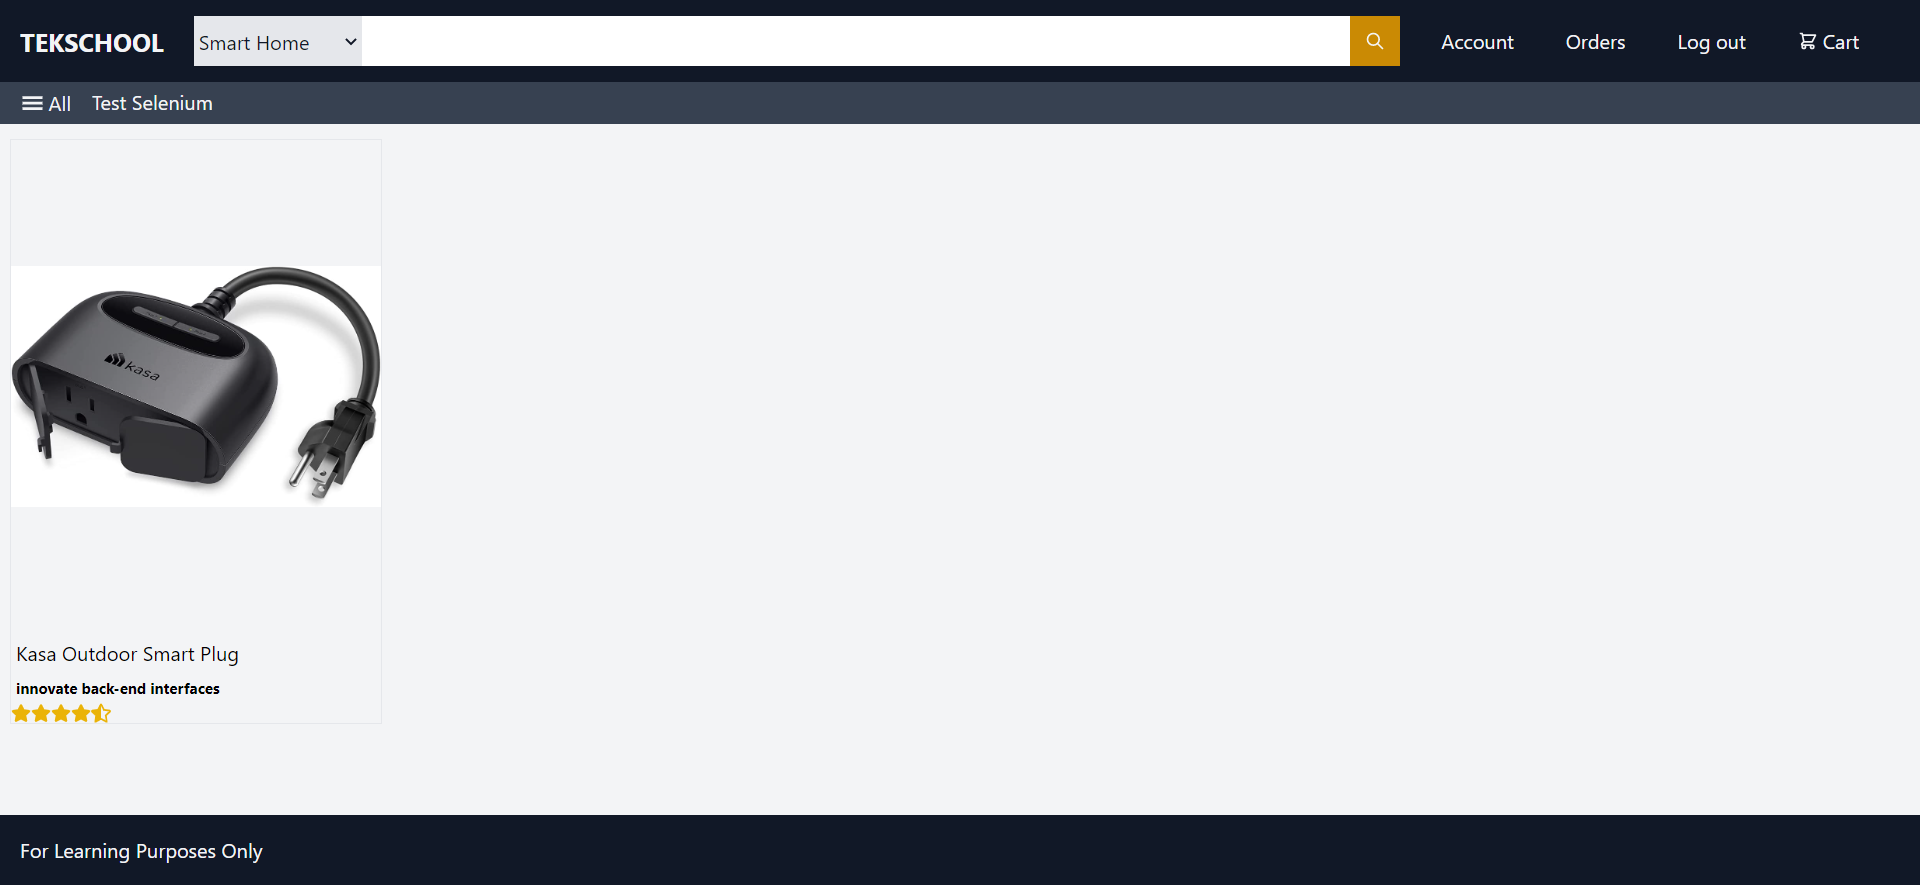 TEKSCHOOL
Smart Home
Account
Orders
Log out
Cart
All
Test Selenium
kasa
Kasa Outdoor Smart Plug
innovate back-end interfaces
For Learning Purposes Only